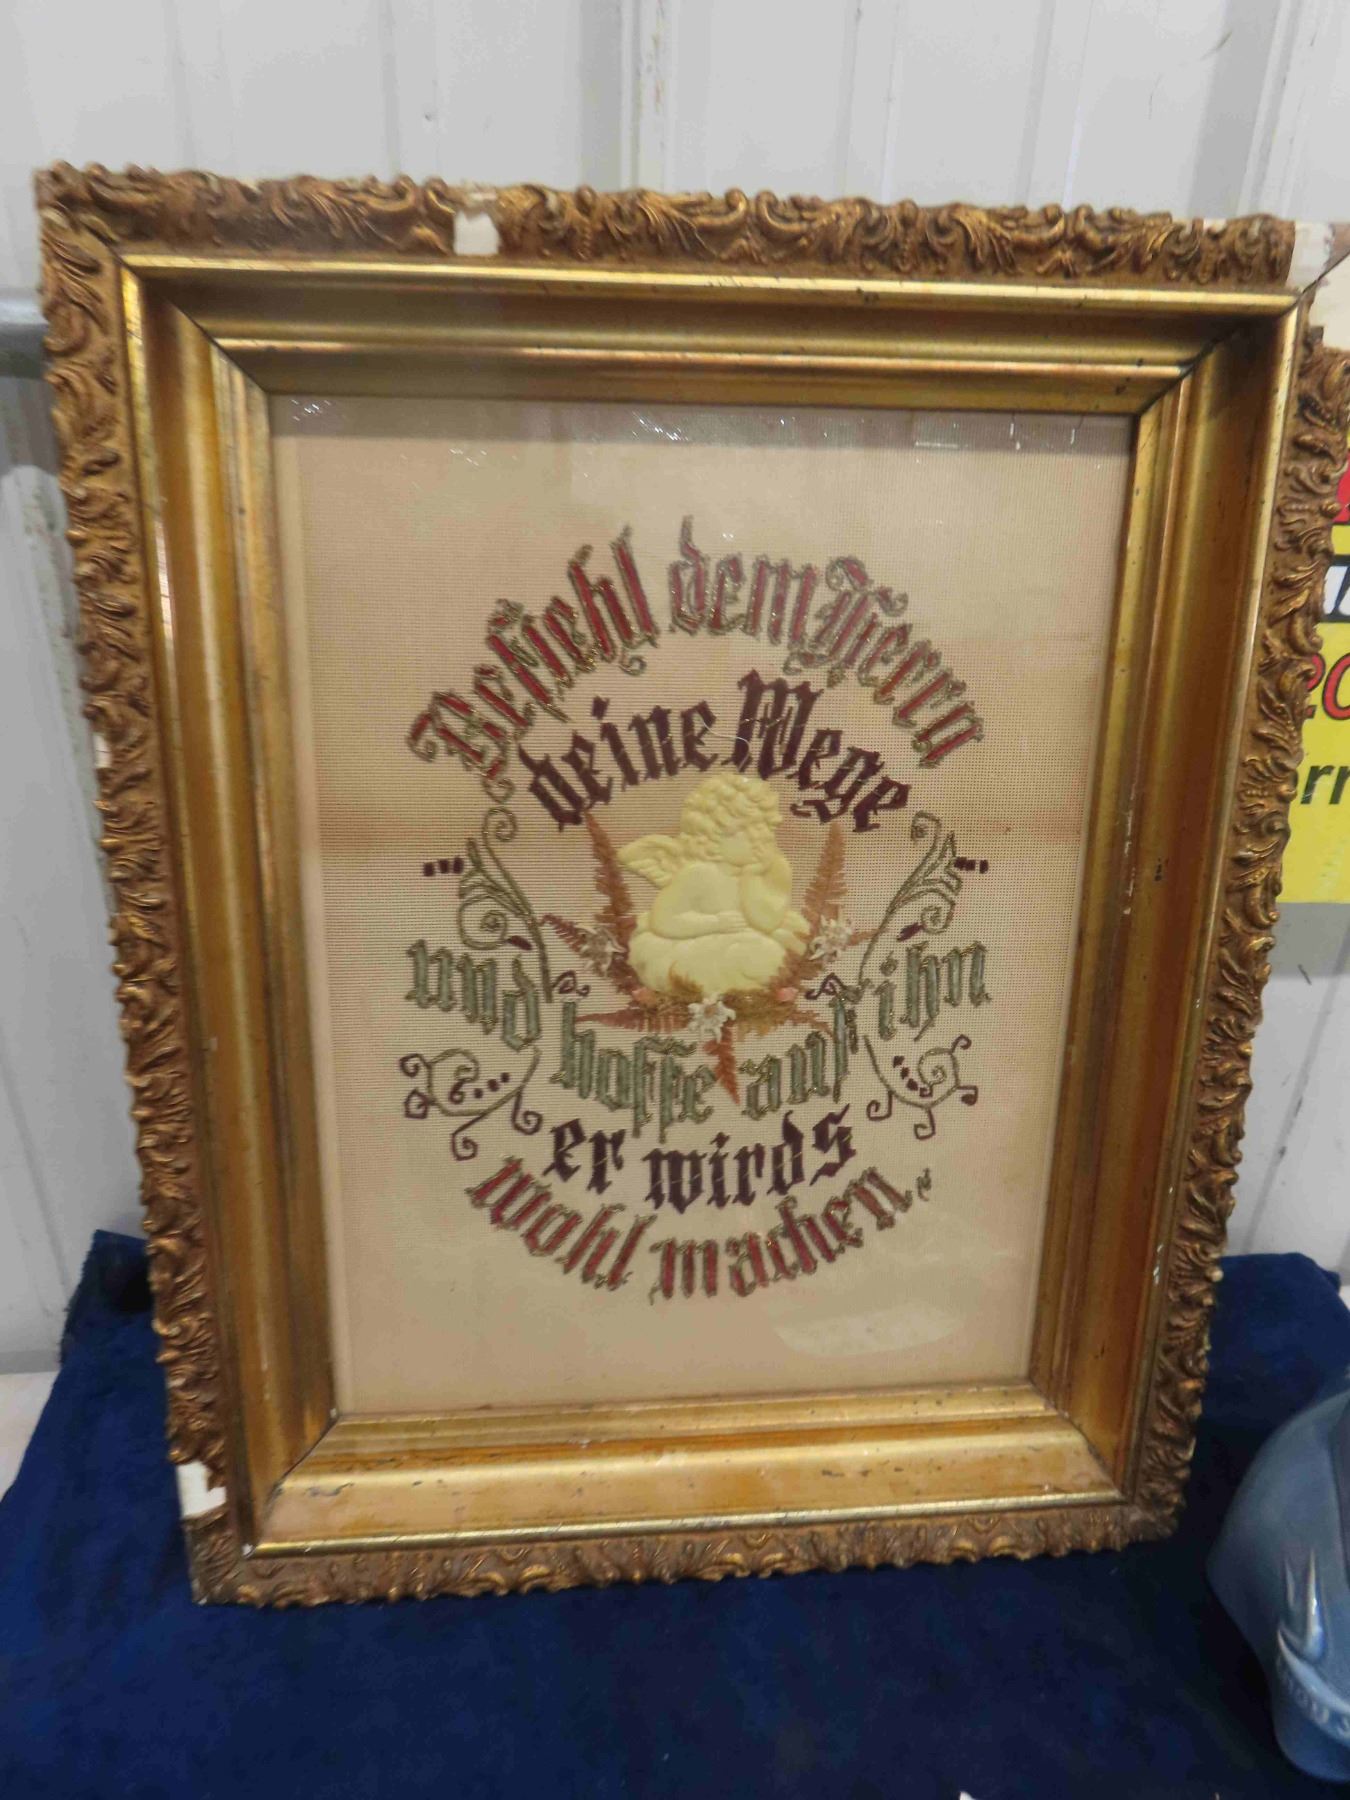 Befiehl dem Herrn
deine Wege
und hoffe auf ihn
er wirds
wohl machen.